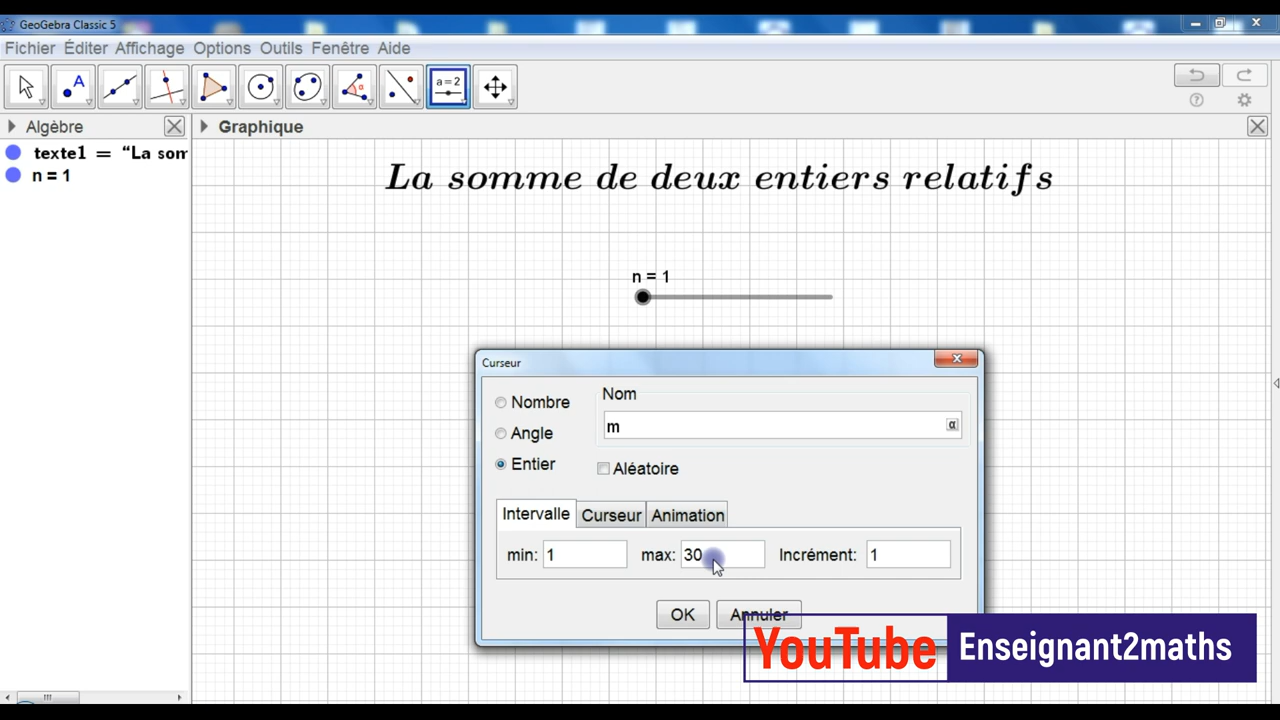 GeoGebra Classic 5
Fichier Éditer Affichage Options Outils Fenêtre Aide
A
α
a=2
Algèbre
Graphique
texte1 = “La som
n = 1
La somme de deux entiers relatifs
n = 1
Curseur
Nombre
Angle
Entier
Nom
m
α
Aléatoire
Intervalle Curseur Animation
min: 1 max: 30 Incrément: 1
OK Annuler
YouTube Enseignant2maths